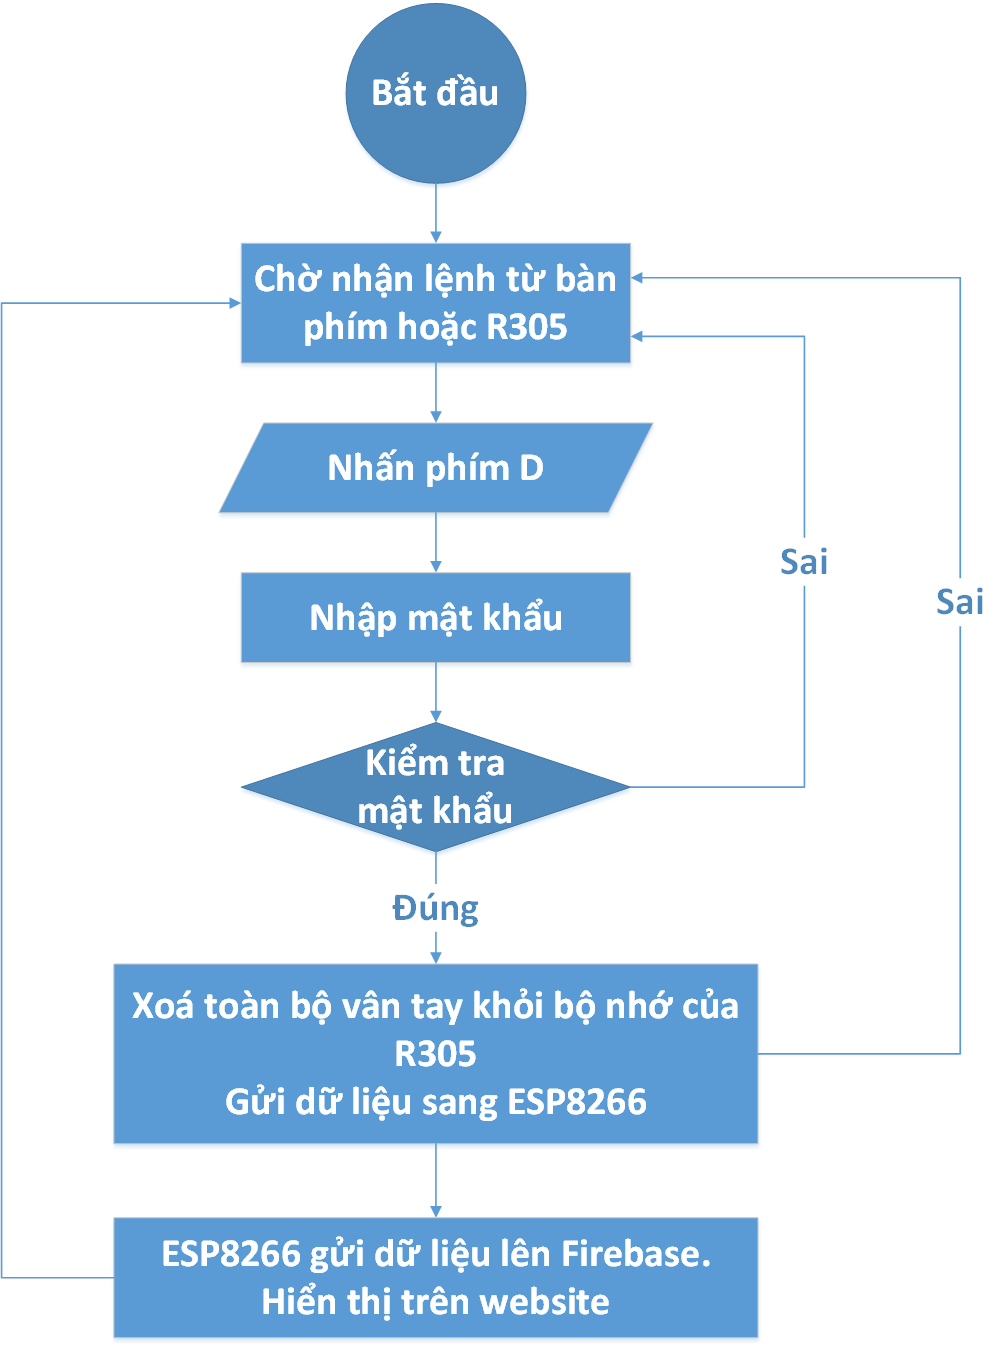 Bắt đầu
Chờ nhận lệnh từ bàn
phím hoặc R305
Nhấn phím D
Sai
Sai
Nhập mật khẩu
Kiểm tra
mật khẩu
Đúng
Xoá toàn bộ vân tay khỏi bộ nhớ của
R305
Gửi dữ liệu sang ESP8266
ESP8266 gửi dữ liệu lên Firebase.
Hiển thị trên website